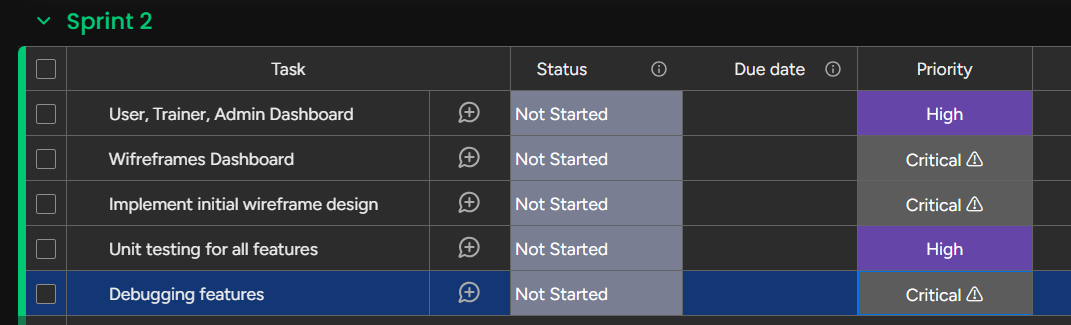 Sprint 2
Task Status Due date Priority
User, Trainer, Admin Dashboard Not Started High
Wifreframes Dashboard Not Started Critical ⚠
Implement initial wireframe design Not Started Critical ⚠
Unit testing for all features Not Started High
Debugging features Not Started Critical ⚠